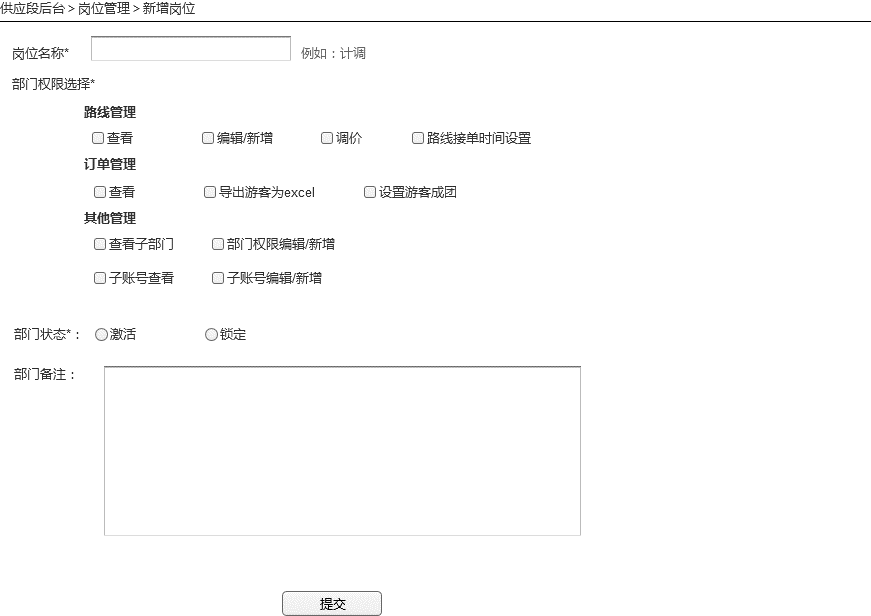 供应段后台 > 岗位管理 > 新增岗位
岗位名称* 例如：计调
部门权限选择*
路线管理
查看 编辑/新增 调价 路线接单时间设置
订单管理
查看 导出游客为excel 设置游客成团
其他管理
查看子部门 部门权限编辑/新增
子账号查看 子账号编辑/新增
部门状态*： 激活 锁定
部门备注：
提交